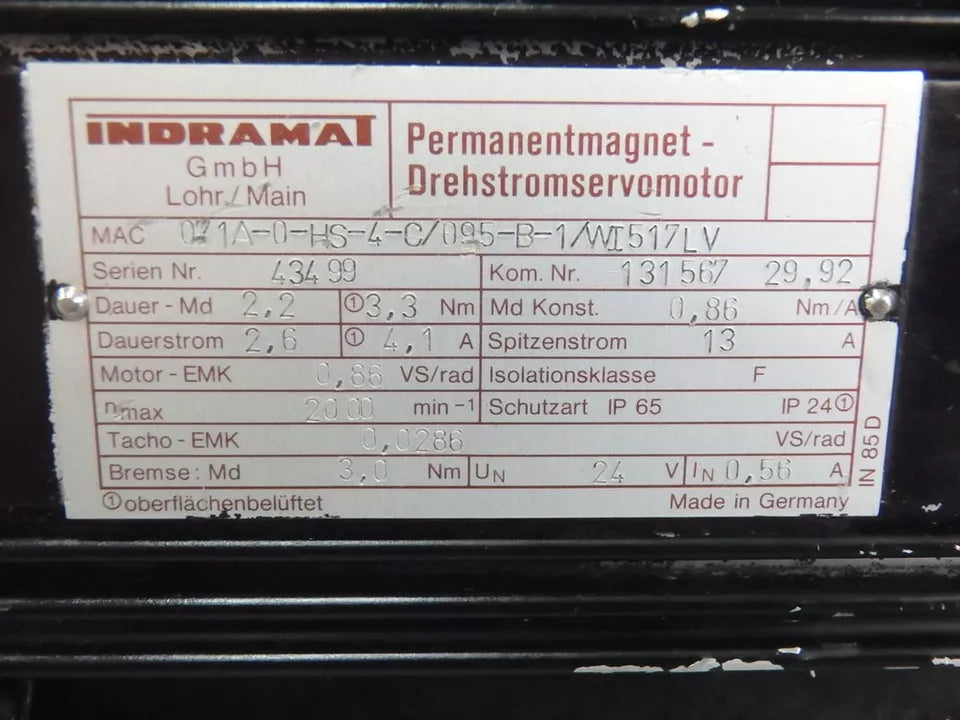 INDRAMAT
GmbH
Lohr/Main
Permanentmagnet -
Drehstromservomotor
MAC 071A-0-HS-4-C/095-B-1/WI517LV
Serien Nr. 43499 Kom. Nr. 131567 29,92
Dauer - Md 2,2 ①3,3 Nm Md Konst. 0,86 Nm/A
Dauerstrom 2,6 ① 4,1 A Spitzenstrom 13 A
Motor - EMK 0,86 VS/rad Isolationsklasse F
nmax 2000 min -1 Schutzart IP 65 IP 24①
Tacho - EMK 0,0286 VS/rad
Bremse: Md 3,0 Nm UN 24 V IN 0,56 A
①oberflächenbelüftet Made in Germany
IN 85D